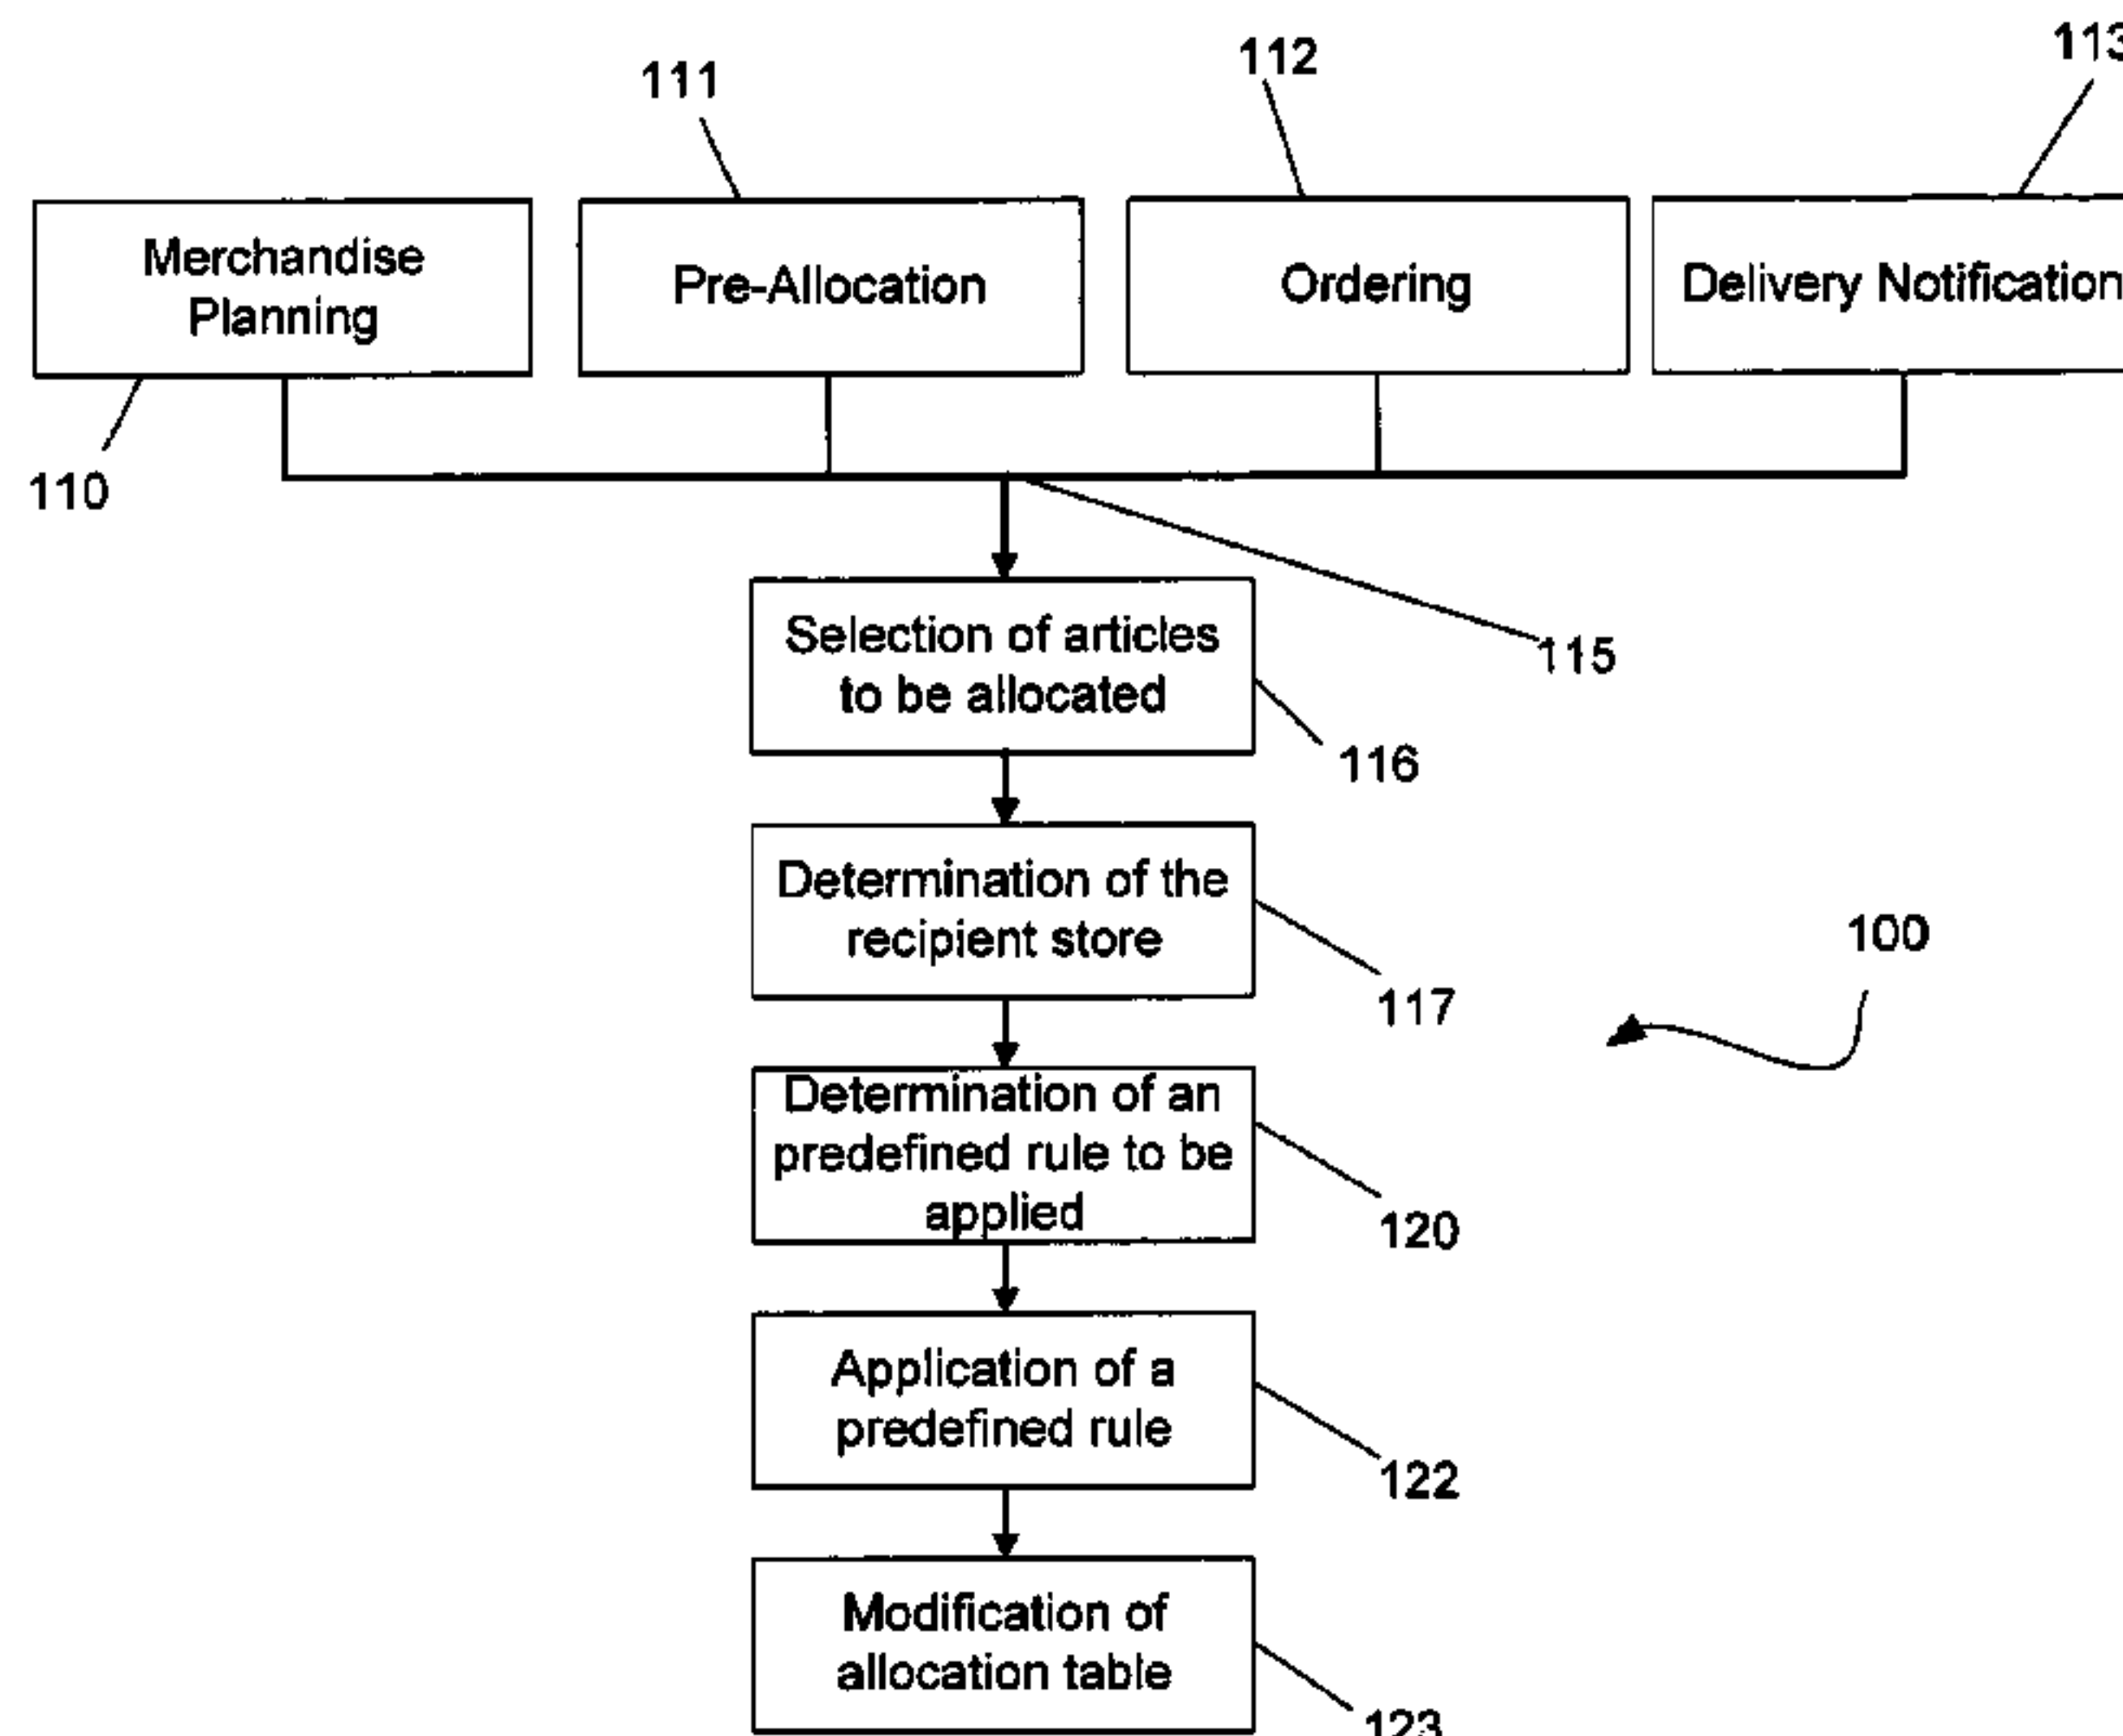 111
112
113
Merchandise
Planning
Pre-Allocation
Ordering
Delivery Notification
110
Selection of articles
to be allocated
115
116
Determination of the
recipient store
117
100
Determination of an
predefined rule to be
applied
120
Application of a
predefined rule
122
Modification of
allocation table
123